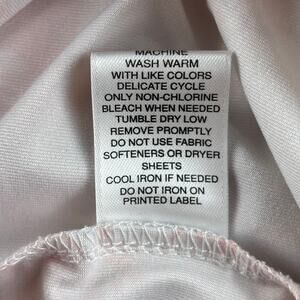 MACHINE
WASH WARM
WITH LIKE COLORS
DELICATE CYCLE
ONLY NON-CHLORINE
BLEACH WHEN NEEDED
TUMBLE DRY LOW
REMOVE PROMPTLY
DO NOT USE FABRIC
SOFTENERS OR DRYER
SHEETS
COOL IRON IF NEEDED
DO NOT IRON ON
PRINTED LABEL